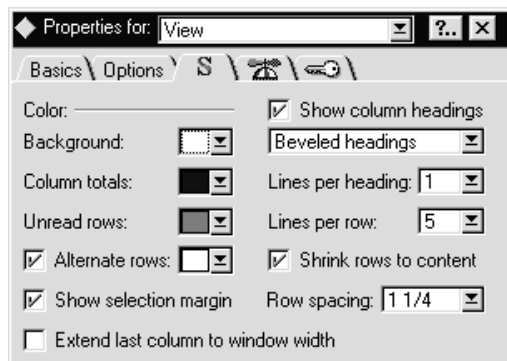 Properties for: View ?..
Basics Options S
Color: Show column headings
Background: Beveled headings
Column totals: Lines per heading: 1
Unread rows: Lines per row: 5
Alternate rows: Shrink rows to content
Show selection margin Row spacing: 1 1/4
Extend last column to window width